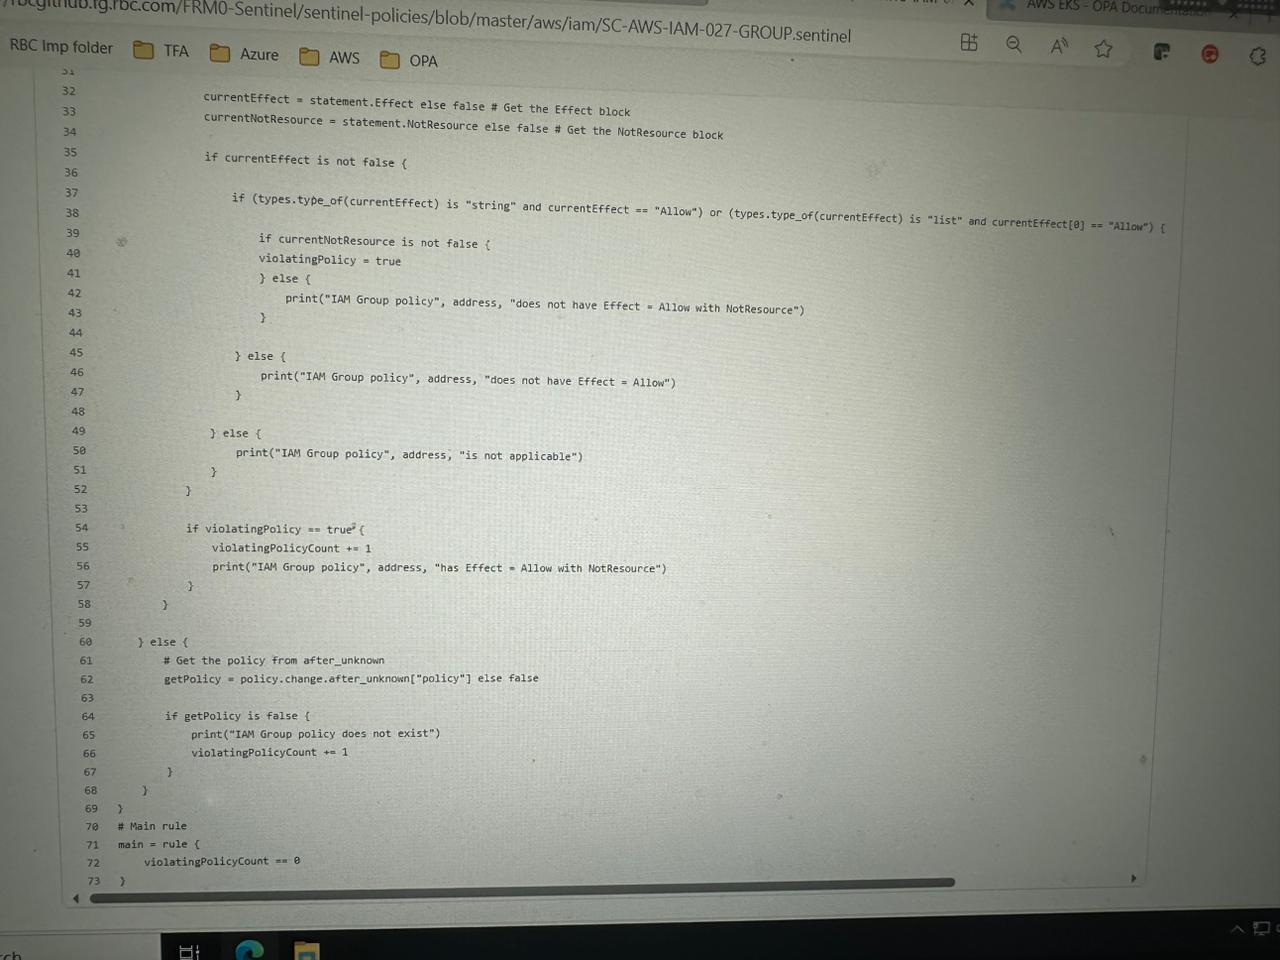 github.fg.rbc.com/FRM0-Sentinel/sentinel-policies/blob/master/aws/iam/SC-AWS-IAM-027-GROUP.sentinel
AWS EKS - OPA Documentation
RBC Imp folder TFA Azure AWS OPA
31
32 currentEffect = statement.Effect else false # Get the Effect block
33 currentNotResource = statement.NotResource else false # Get the NotResource block
34
35 if currentEffect is not false {
36
37 if (types.type_of(currentEffect) is "string" and currentEffect == "Allow") or (types.type_of(currentEffect) is "list" and currentEffect[0] == "Allow") {
38
39 if currentNotResource is not false {
40 violatingPolicy = true
41 } else {
42 print("IAM Group policy", address, "does not have Effect = Allow with NotResource")
43 }
44
45 } else {
46 print("IAM Group policy", address, "does not have Effect = Allow")
47 }
48
49 } else {
50 print("IAM Group policy", address, "is not applicable")
51 }
52 }
53
54 if violatingPolicy == true {
55 violatingPolicyCount += 1
56 print("IAM Group policy", address, "has Effect = Allow with NotResource")
57 }
58 }
59
60 } else {
61 # Get the policy from after_unknown
62 getPolicy = policy.change.after_unknown["policy"] else false
63
64 if getPolicy is false {
65 print("IAM Group policy does not exist")
66 violatingPolicyCount += 1
67 }
68 }
69 }
70 # Main rule
71 main = rule {
72 violatingPolicyCount == 0
73 }